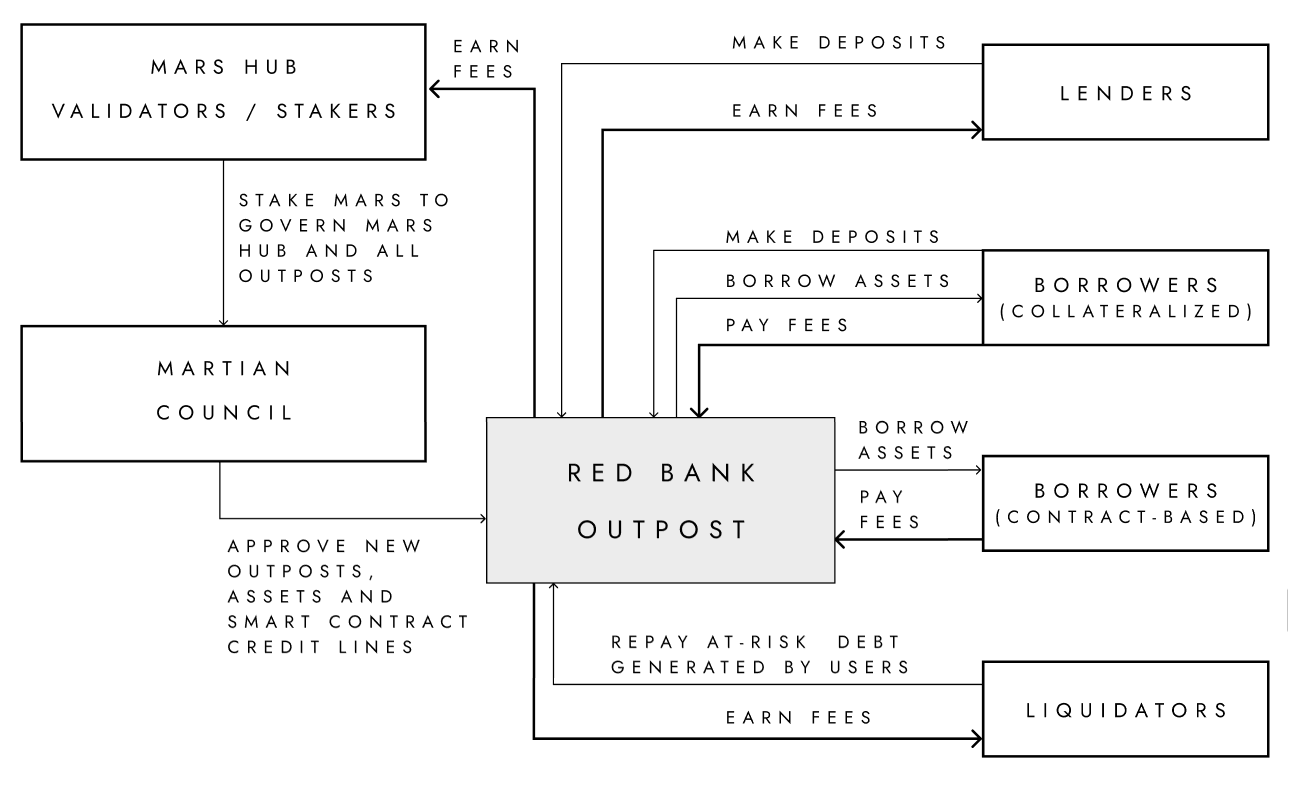 MARS HUB
VALIDATORS / STAKERS
EARN
FEES
MAKE DEPOSITS
EARN FEES
LENDERS
STAKE MARS TO
GOVERN MARS
HUB AND ALL
OUTPOSTS
MAKE DEPOSITS
BORROW ASSETS
PAY FEES
BORROWERS
(COLLATERALIZED)
MARTIAN
COUNCIL
RED BANK
OUTPOST
BORROW
ASSETS
PAY
FEES
BORROWERS
(CONTRACT-BASED)
APPROVE NEW
OUTPOSTS,
ASSETS AND
SMART CONTRACT
CREDIT LINES
REPAY AT-RISK DEBT
GENERATED BY USERS
EARN FEES
LIQUIDATORS